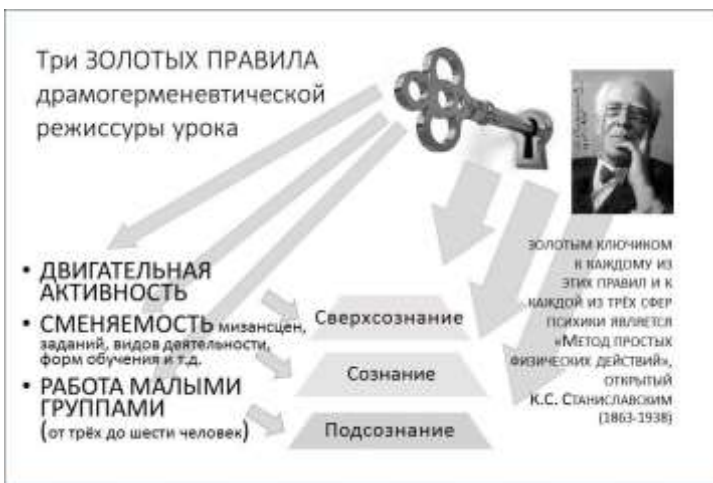 Три ЗОЛОТЫХ ПРАВИЛА
драмогерменевтической
режиссуры урока
• ДВИГАТЕЛЬНАЯ
АКТИВНОСТЬ
• СМЕНЯЕМОСТЬ мизансцен,
заданий, видов деятельности,
форм обучения и т.д.
• РАБОТА МАЛЫМИ
ГРУППАМИ
(от трёх до шести человек)
Сверхсознание
Сознание
Подсознание
ЗОЛОТЫМ КЛЮЧИКОМ
К КАЖДОМУ ИЗ
ЭТИХ ПРАВИЛ И К
КАЖДОЙ ИЗ ТРЁХ СФЕР
ПСИХИКИ ЯВЛЯЕТСЯ
«МЕТОД ПРОСТЫХ
ФИЗИЧЕСКИХ ДЕЙСТВИЙ»,
ОТКРЫТЫЙ
К.С. СТАНИСЛАВСКИМ
(1863-1938)